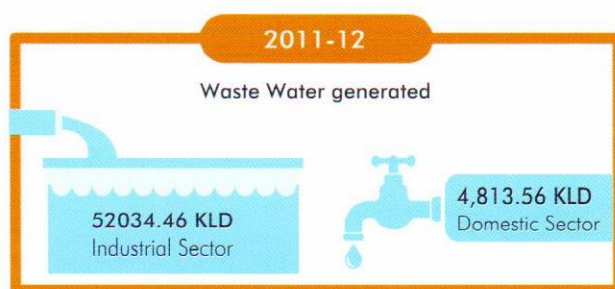 2011-12
Waste Water generated
52034.46 KLD
Industrial Sector
4,813.56 KLD
Domestic Sector